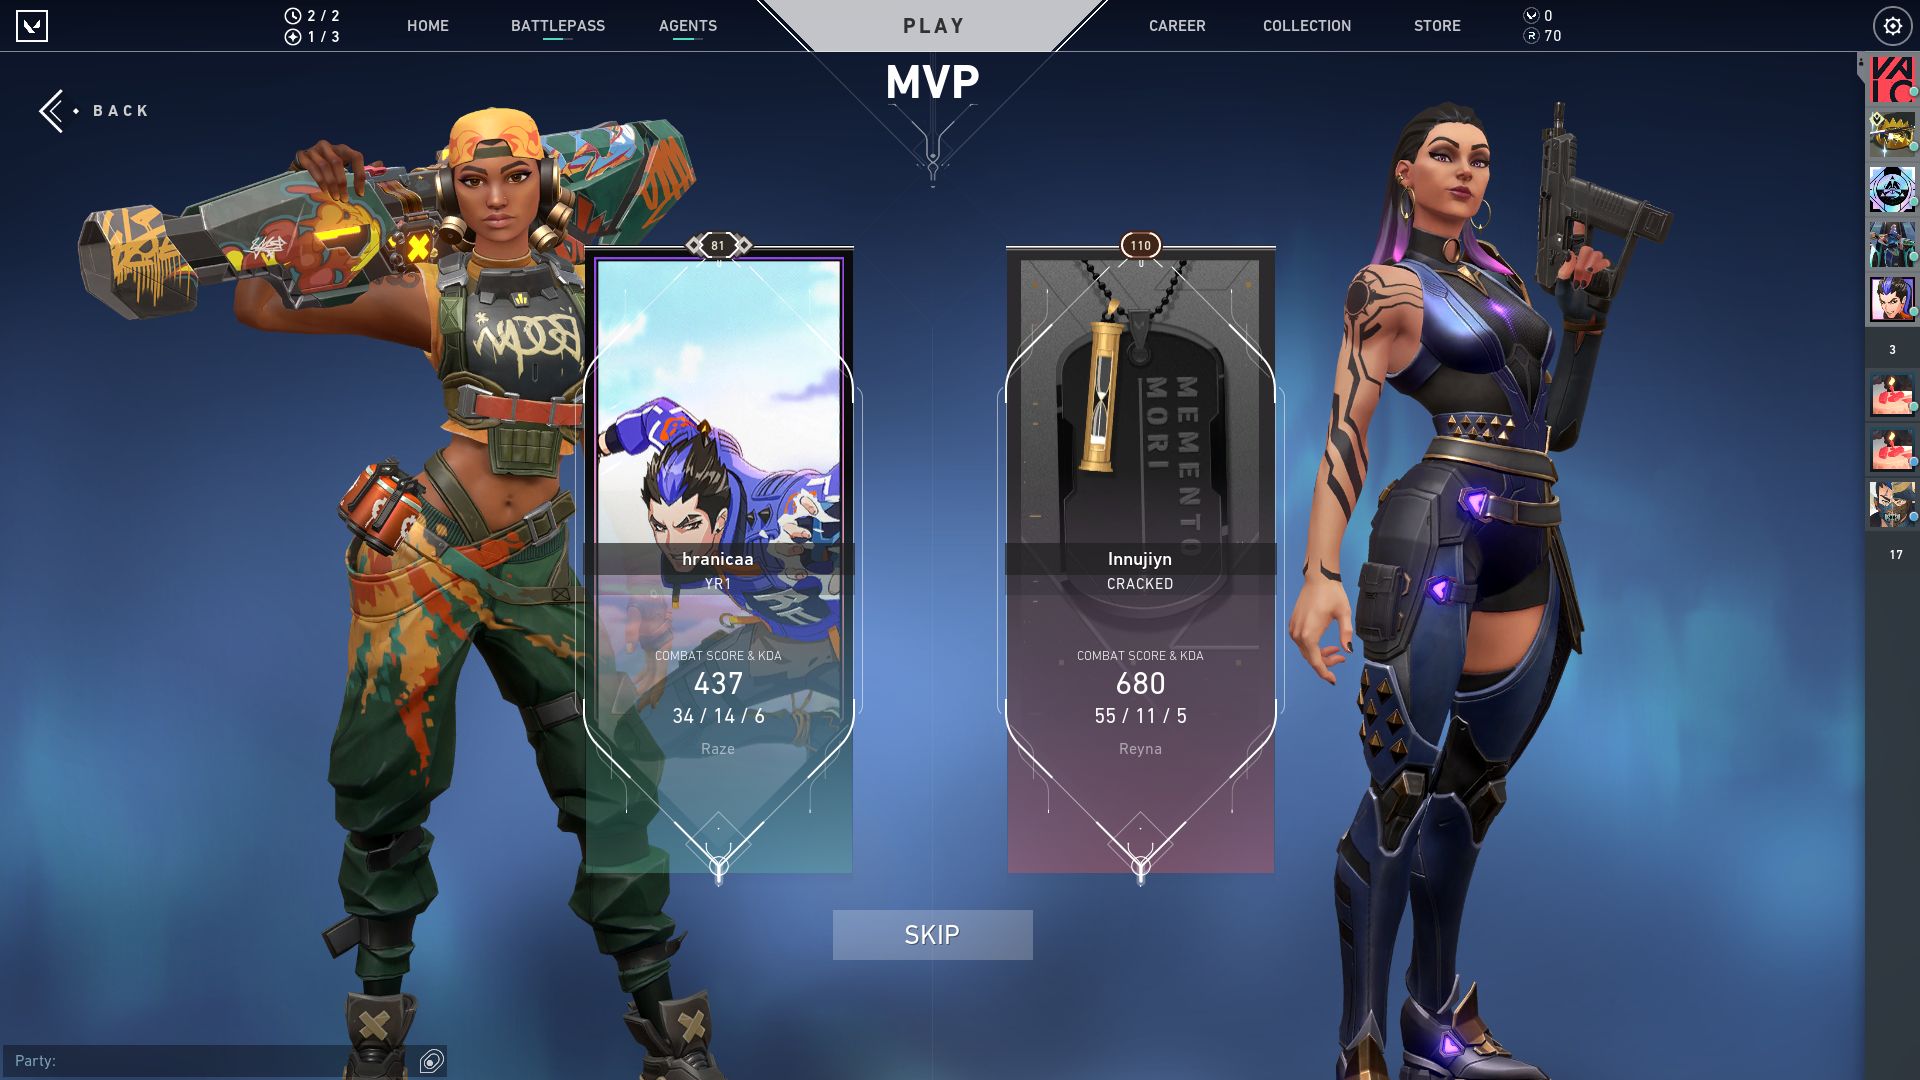 2 / 2
1 / 3
HOME
BATTLEPASS
AGENTS
PLAY
CAREER
COLLECTION
STORE
0
70
MVP
BACK
81
hranicaa
YR1
COMBAT SCORE & KDA
437
34 / 14 / 6
Raze
110
MEMENTO
MORI
Innujiyn
CRACKED
COMBAT SCORE & KDA
680
55 / 11 / 5
Reyna
3
17
SKIP
Party: